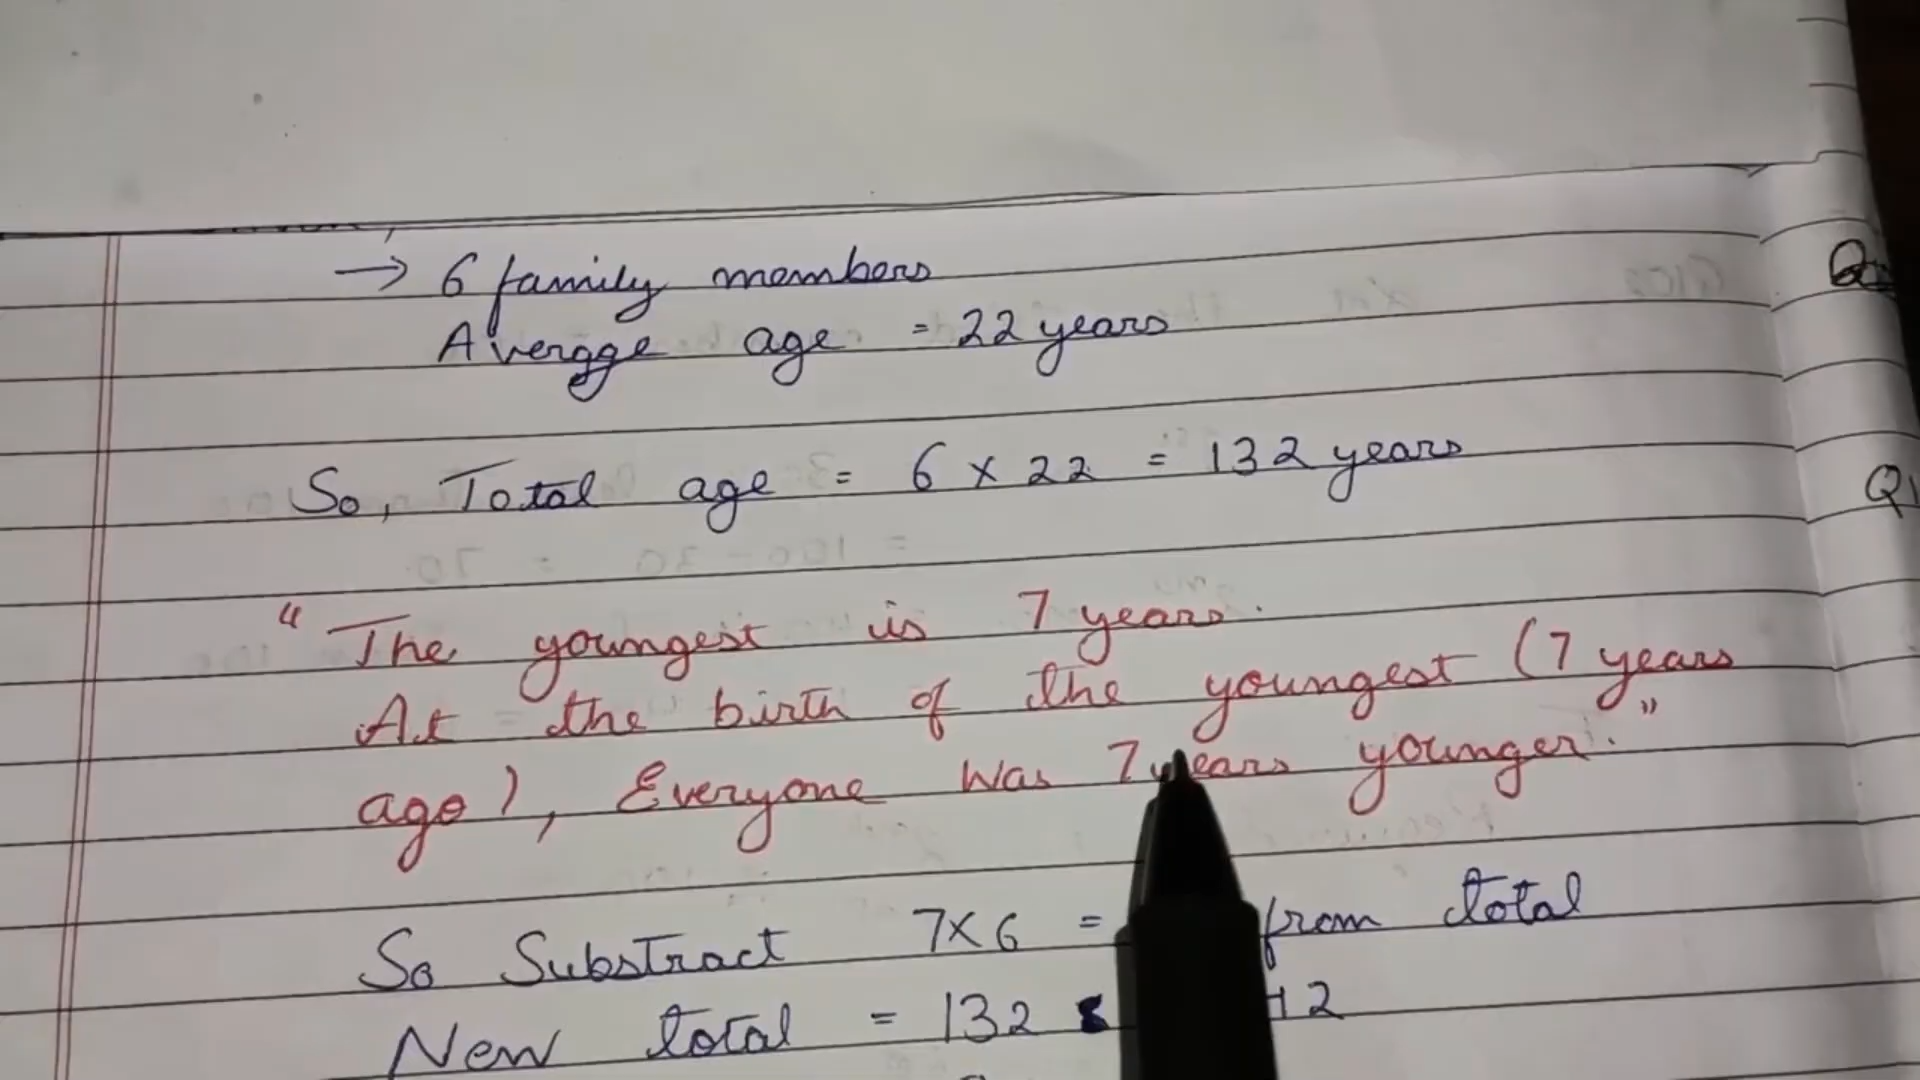 → 6 family members
Avergge age = 22 years
So, Total age = 6 x 22 = 132 years
“ The youngest is 7 years.
At the birth of the youngest (7 years
ago), Everyone was 7 years younger.”
So Substract 7x6 = from total
New total = 132
Q
Q1